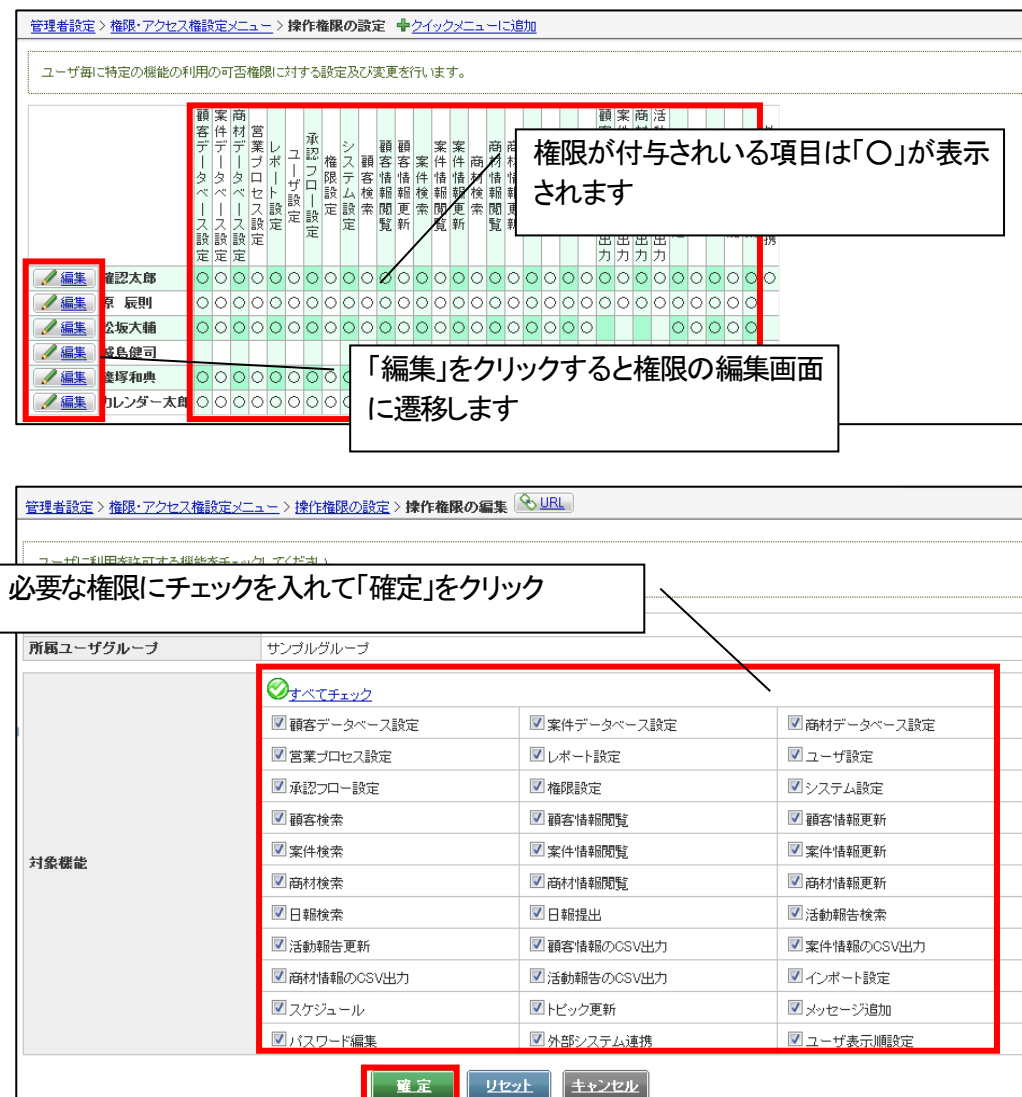 管理者設定 > 権限・アクセス権設定メニュー > 操作権限の設定 クイックメニューに追加
ユーザ毎に特定の機能の利用の可否権限に対する設定及び変更を行います。
顧客データベース設定
案件データベース設定
商材データベース設定
営業プロセス設定
レポート設定
ユーザ設定
承認フロー設定
権限設定
システム設定
顧客検索
顧客情報閲覧
顧客情報更新
案件検索
案件情報閲覧
案件情報更新
商材検索
商材情報閲覧
権限が付与されいる項目は「○」が表示
されます
編集 確認太郎 ○○○○○○○○○○○○○○○○○○○○○○○○○○○○○○○○
編集 原 辰則 ○○○○○○○○○○○○○○○○○○○○○○○○○○○○○○○
編集 松坂大輔 ○○○○○○○○○○○○○○○○○○○○○○ ○○○○○
編集 健司
編集 塚和典 ○○○○○○○○○
編集 カレンダー太郎 ○○○○○○○○○
「編集」をクリックすると権限の編集画面
に遷移します
管理者設定 > 権限・アクセス権設定メニュー > 操作権限の設定 > 操作権限の編集 URL
ユーザに利用を許可する機能をチェックしてください
必要な権限にチェックを入れて「確定」をクリック
所属ユーザグループ サンプルグループ
対象機能
すべてチェック
顧客データベース設定 案件データベース設定 商材データベース設定
営業プロセス設定 レポート設定 ユーザ設定
承認フロー設定 権限設定 システム設定
顧客検索 顧客情報閲覧 顧客情報更新
案件検索 案件情報閲覧 案件情報更新
商材検索 商材情報閲覧 商材情報更新
日報検索 日報提出 活動報告検索
活動報告更新 顧客情報のCSV出力 案件情報のCSV出力
商材情報のCSV出力 活動報告のCSV出力 インポート設定
スケジュール トピック更新 メッセージ追加
パスワード編集 外部システム連携 ユーザ表示順設定
確定 リセット キャンセル